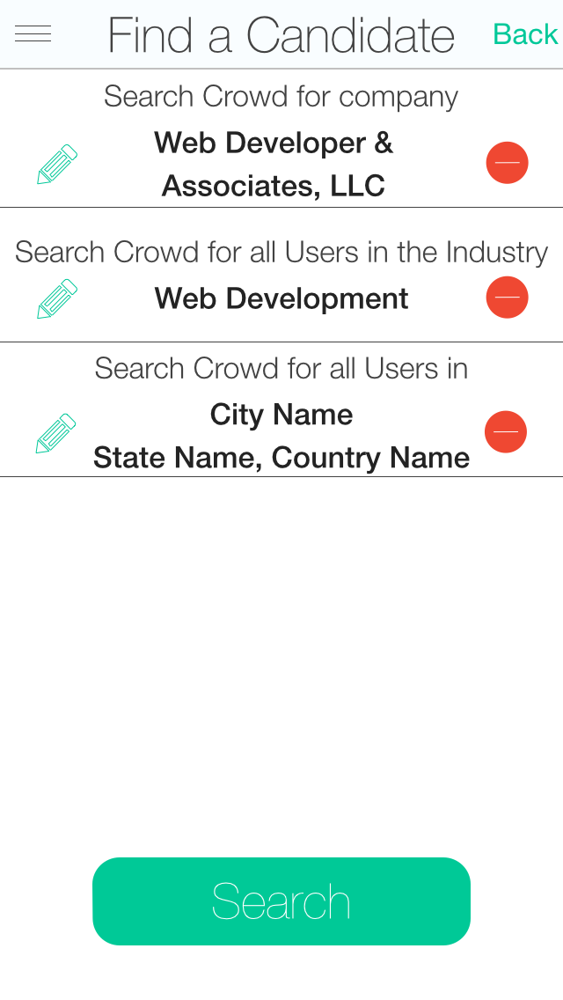 Find a Candidate
Back
Search Crowd for company
Web Developer &
Associates, LLC
Search Crowd for all Users in the Industry
Web Development
Search Crowd for all Users in
City Name
State Name, Country Name
Search